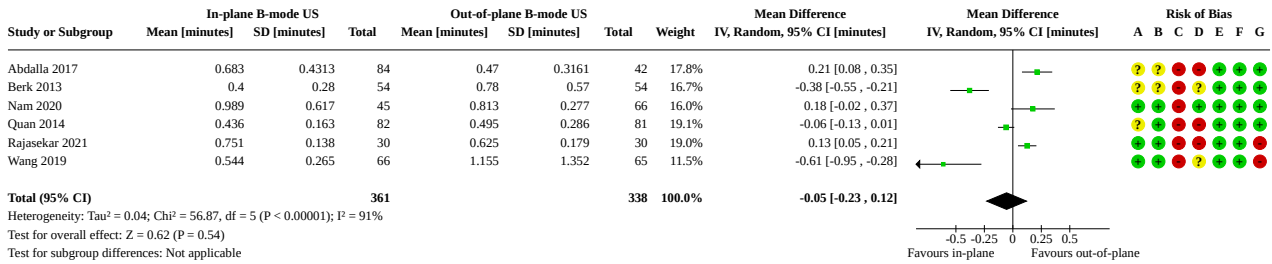 In-plane B-mode US Out-of-plane B-mode US Mean Difference Mean Difference Risk of Bias
Study or Subgroup Mean [minutes] SD [minutes] Total Mean [minutes] SD [minutes] Total Weight IV, Random, 95% CI [minutes] IV, Random, 95% CI [minutes] A B C D E F G
Abdalla 2017 0.683 0.4313 84 0.47 0.3161 42 17.8% 0.21 [0.08 , 0.35] ? ? - - + + +
Berk 2013 0.4 0.28 54 0.78 0.57 54 16.4% -0.38 [-0.55 , -0.21] ? ? - ? + + +
Nam 2020 0.989 0.617 45 0.813 0.277 66 16.0% 0.18 [-0.02 , 0.37] + + - + + + +
Quan 2014 0.436 0.163 82 0.495 0.286 81 19.1% -0.06 [-0.13 , 0.01] ? + - - + + +
Rajasekar 2021 0.751 0.138 30 0.625 0.179 30 19.2% 0.13 [0.05 , 0.21] + + - - + + -
Wang 2019 0.544 0.265 66 1.155 1.352 65 11.5% -0.61 [-0.95 , -0.28] + + - ? + + -
Total (95% CI) 361 338 100.0% -0.05 [-0.23 , 0.12]
Heterogeneity: Tau² = 0.04; Chi² = 56.87, df = 5 (P < 0.00001); I² = 91%
Test for overall effect: Z = 0.62 (P = 0.54)
-0.5 -0.25 0 0.25 0.5
Test for subgroup differences: Not applicable
Favours in-plane Favours out-of-plane